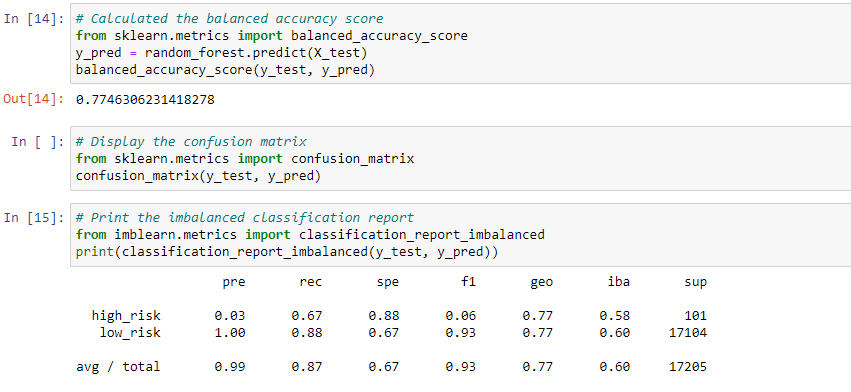 In [14]: # Calculated the balanced accuracy score
from sklearn.metrics import balanced_accuracy_score
y_pred = random_forest.predict(X_test)
balanced_accuracy_score(y_test, y_pred)
Out[14]: 0.7746306231418278
In [ ]: # Display the confusion matrix
from sklearn.metrics import confusion_matrix
confusion_matrix(y_test, y_pred)
In [15]: # Print the imbalanced classification report
from imblearn.metrics import classification_report_imbalanced
print(classification_report_imbalanced(y_test, y_pred))
pre rec spe f1 geo iba sup
high_risk 0.03 0.67 0.88 0.06 0.77 0.58 101
low_risk 1.00 0.88 0.67 0.93 0.77 0.60 17104
avg / total 0.99 0.87 0.67 0.93 0.77 0.60 17205